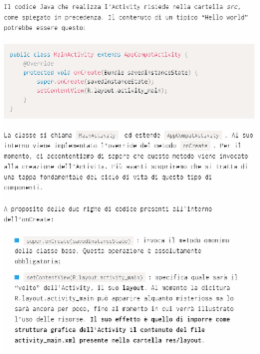 Il codice Java che realizza l'Activity risiede nella cartella src,
come spiegato in precedenza. Il contenuto di un tipico "Hello world"
potrebbe essere questo:
public class MainActivity extends AppCompatActivity {
@Override
protected void onCreate(Bundle savedInstanceState) {
super.onCreate(savedInstanceState);
setContentView(R.layout.activity_main);
}
}
La classe si chiama MainActivity ed estende AppCompatActivity . Al suo
interno viene implementato l'override del metodo onCreate . Per il
momento, ci accontentiamo di sapere che questo metodo viene invocato
alla creazione dell'Activity. Più avanti scopriremo che si tratta di
una tappa fondamentale del ciclo di vita di questo tipo di
componenti.
A proposito delle due righe di codice presenti all'interno
dell'onCreate:
super.onCreate(savedInstanceState) : invoca il metodo omonimo
della classe base. Questa operazione è assolutamente
obbligatoria;
setContentView(R.layout.activity_main) : specifica quale sarà il
"volto" dell'Activity, il suo layout. Al momento la dicitura
R.layout.activity_main può apparire alquanto misteriosa ma lo
sarà ancora per poco, fino al momento in cui verrà illustrato
l'uso delle risorse. Il suo effetto è quello di imporre come
struttura grafica dell'Activity il contenuto del file
activity_main.xml presente nella cartella res/layout.